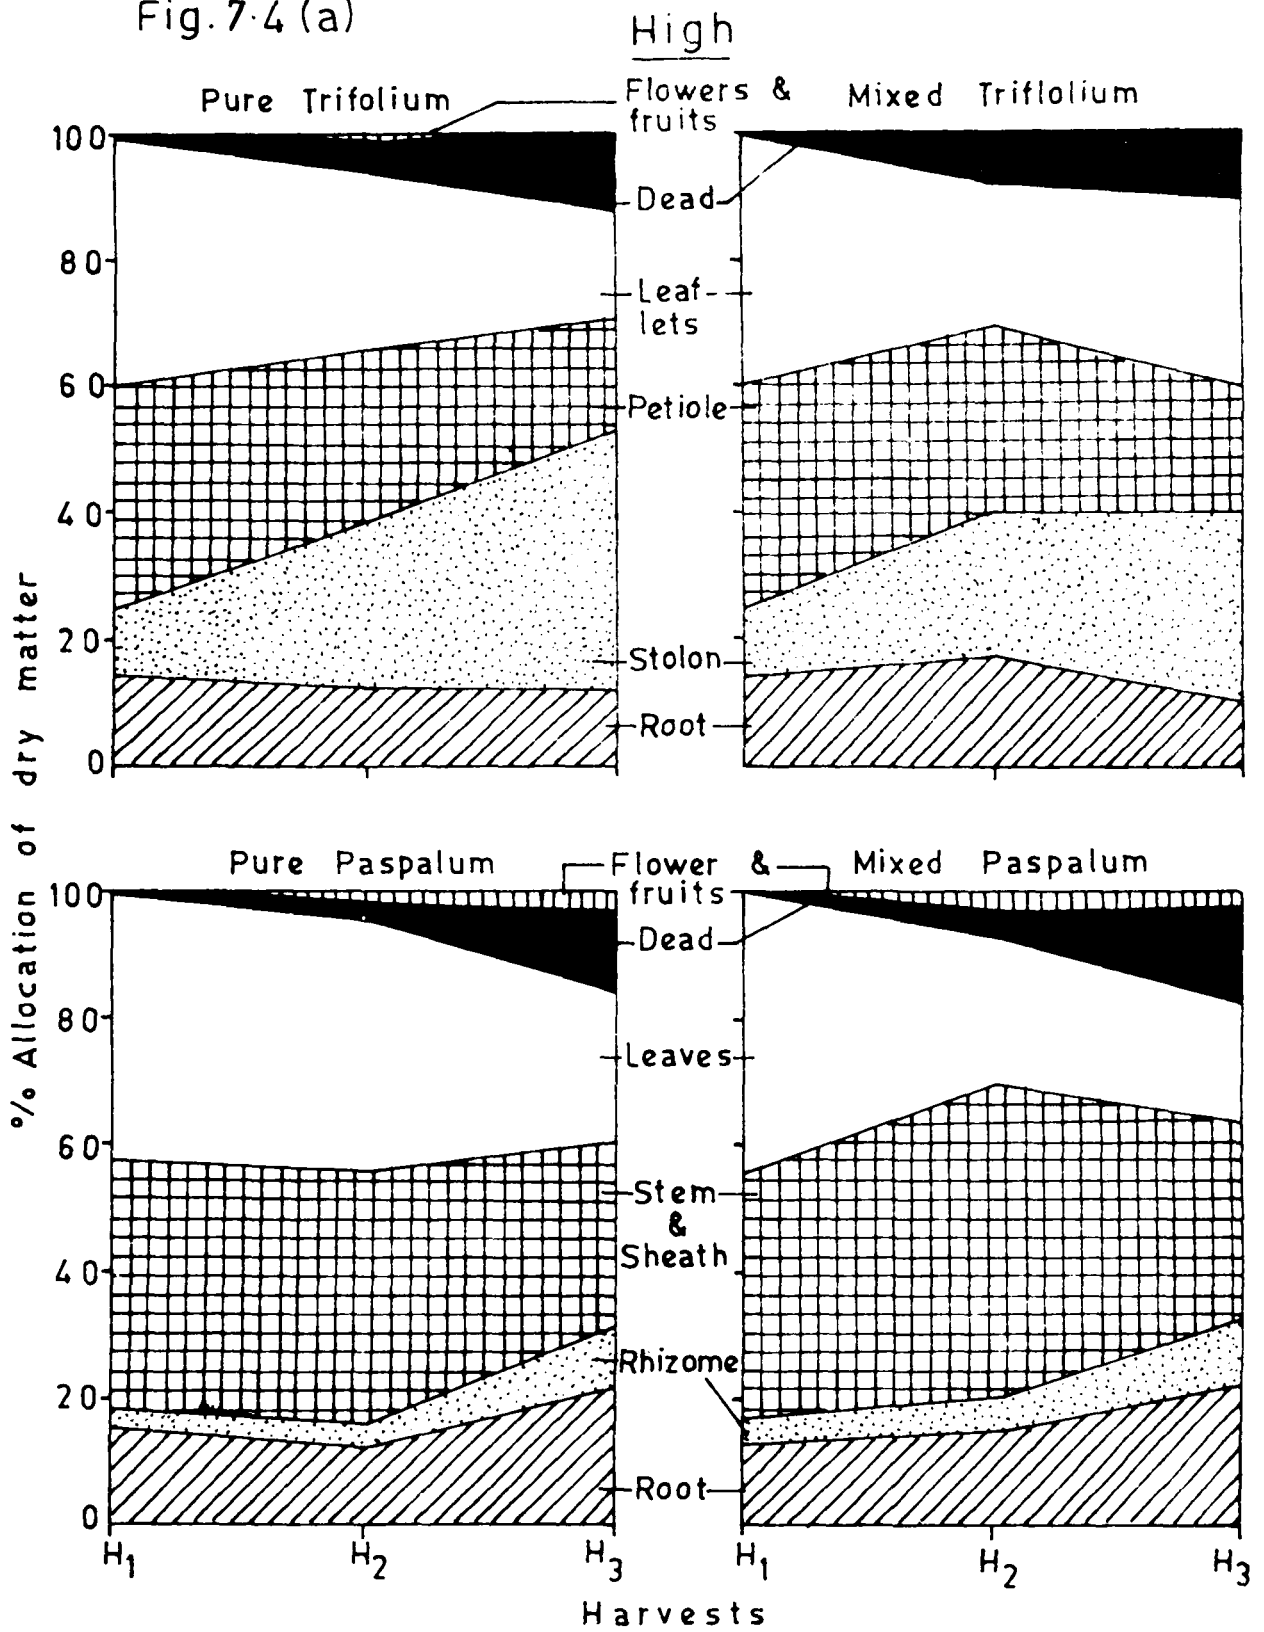 Fig. 7.4 (a)
High
Pure Trifolium
Flowers &
fruits
Mixed Triflolium
100
80
60
40
20
0
Dead
Leaf-
lets
Petiole
Stolon
Root
% Allocation of dry matter
Pure Paspalum
Flower &
fruits
Mixed Paspalum
100
80
60
40
20
0
Dead
Leaves
Stem
&
Sheath
Rhizome
Root
H1 H2 H3 H1 H2 H3
Harvests